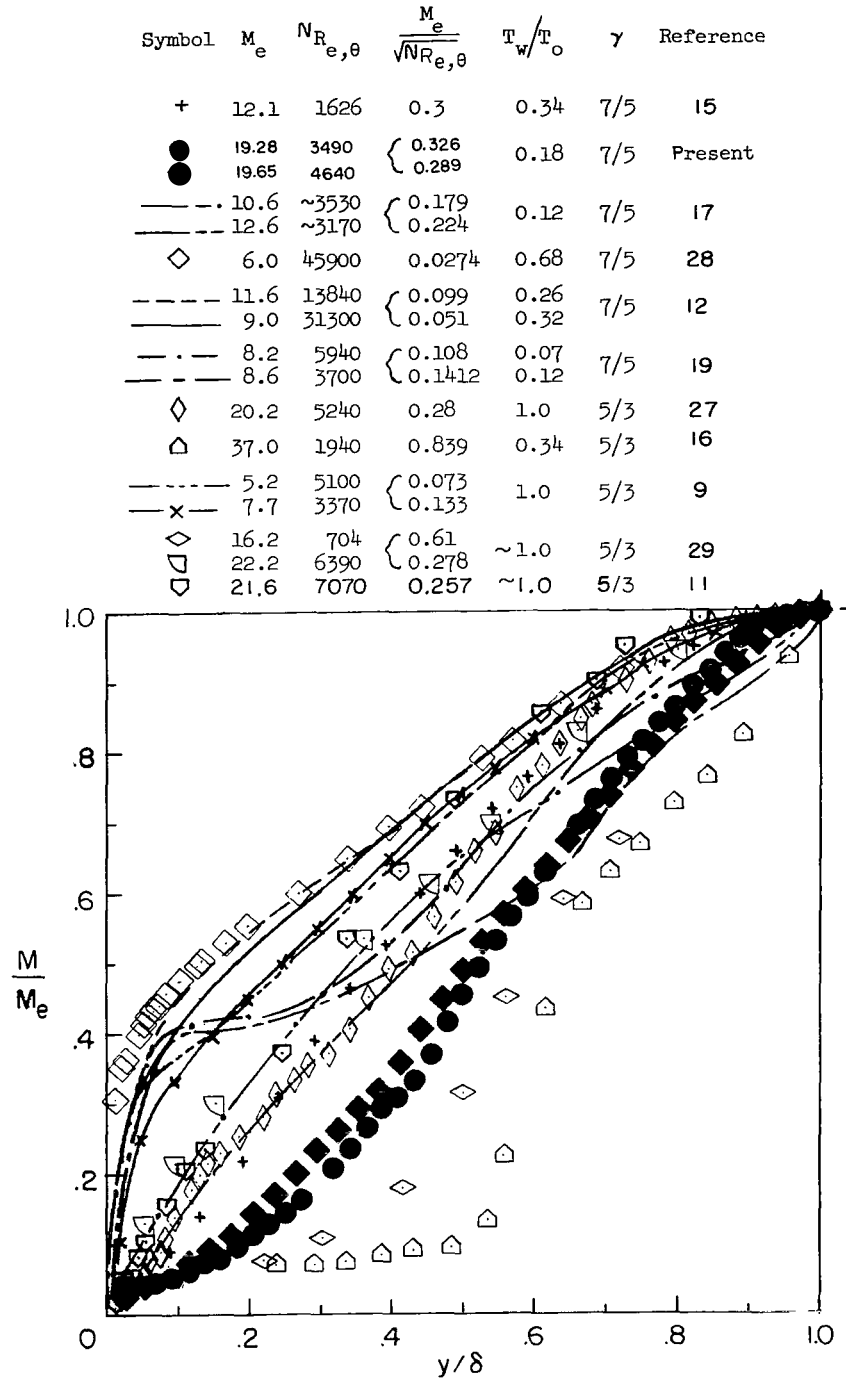 Symbol M_e N_{R_{e,θ}} M_e/√N_{R_{e,θ}} T_w/T_o γ Reference
+ 12.1 1626 0.3 0.34 7/5 15
● 19.28 3490 { 0.326 0.18 7/5 Present
● 19.65 4640 0.289
10.6 ~3530 { 0.179 0.12 7/5 17
12.6 ~3170 0.224
◇ 6.0 45900 0.0274 0.68 7/5 28
11.6 13840 { 0.099 0.26 7/5 12
9.0 31300 0.051 0.32
8.2 5940 { 0.108 0.07 7/5 19
8.6 3700 0.1412 0.12
20.2 5240 0.28 1.0 5/3 27
37.0 1940 0.839 0.34 5/3 16
5.2 5100 { 0.073 1.0 5/3 9
x 7.7 3370 0.133
16.2 704 { 0.61 ~1.0 5/3 29
22.2 6390 0.278
21.6 7070 0.257 ~1.0 5/3 11
1.0
.8
.6
M/M_e
.4
.2
0 .2 .4 .6 .8 1.0
y/δ